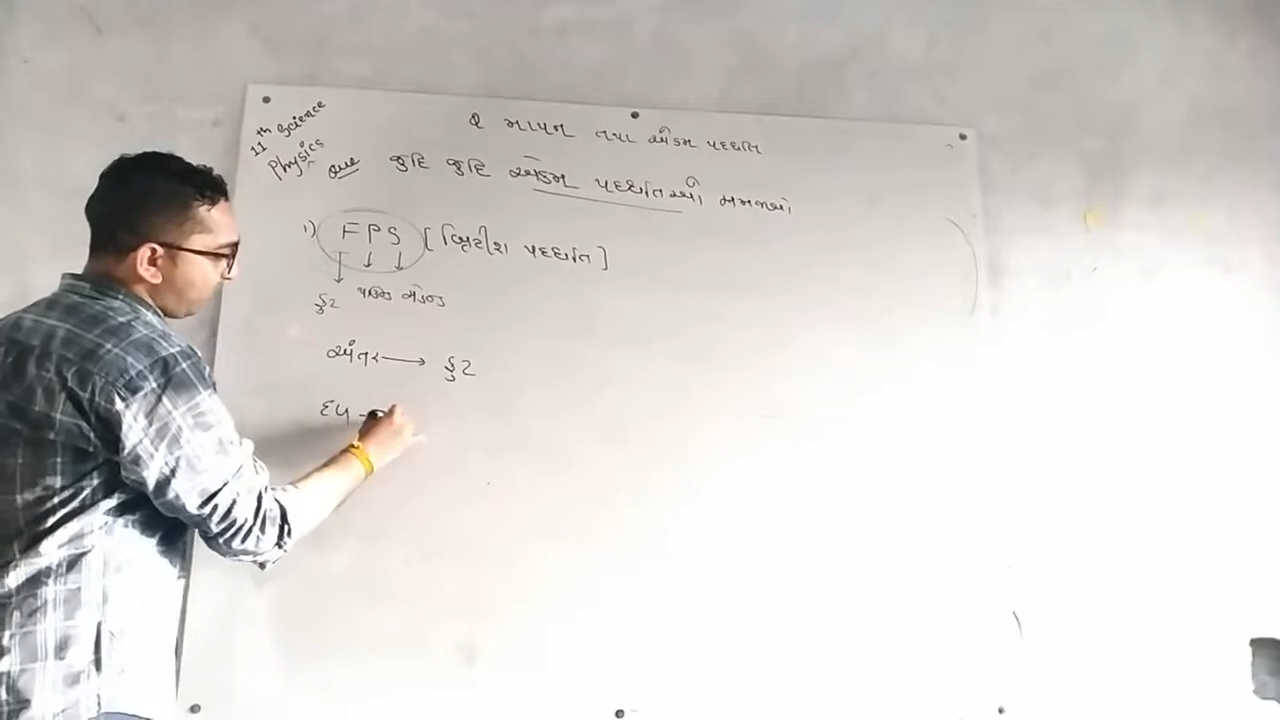 11th Science
Physics
૨ માપન તથા એકમ પદ્ધતિ
Que જુદિ જુદિ એકમ પદ્ધતિઓ સમજાવો
1) FPS [બ્રિટીશ પદ્ધતિ]
ફુટ પાઉન્ડ સેકન્ડ
અંતર → ફુટ
દળ